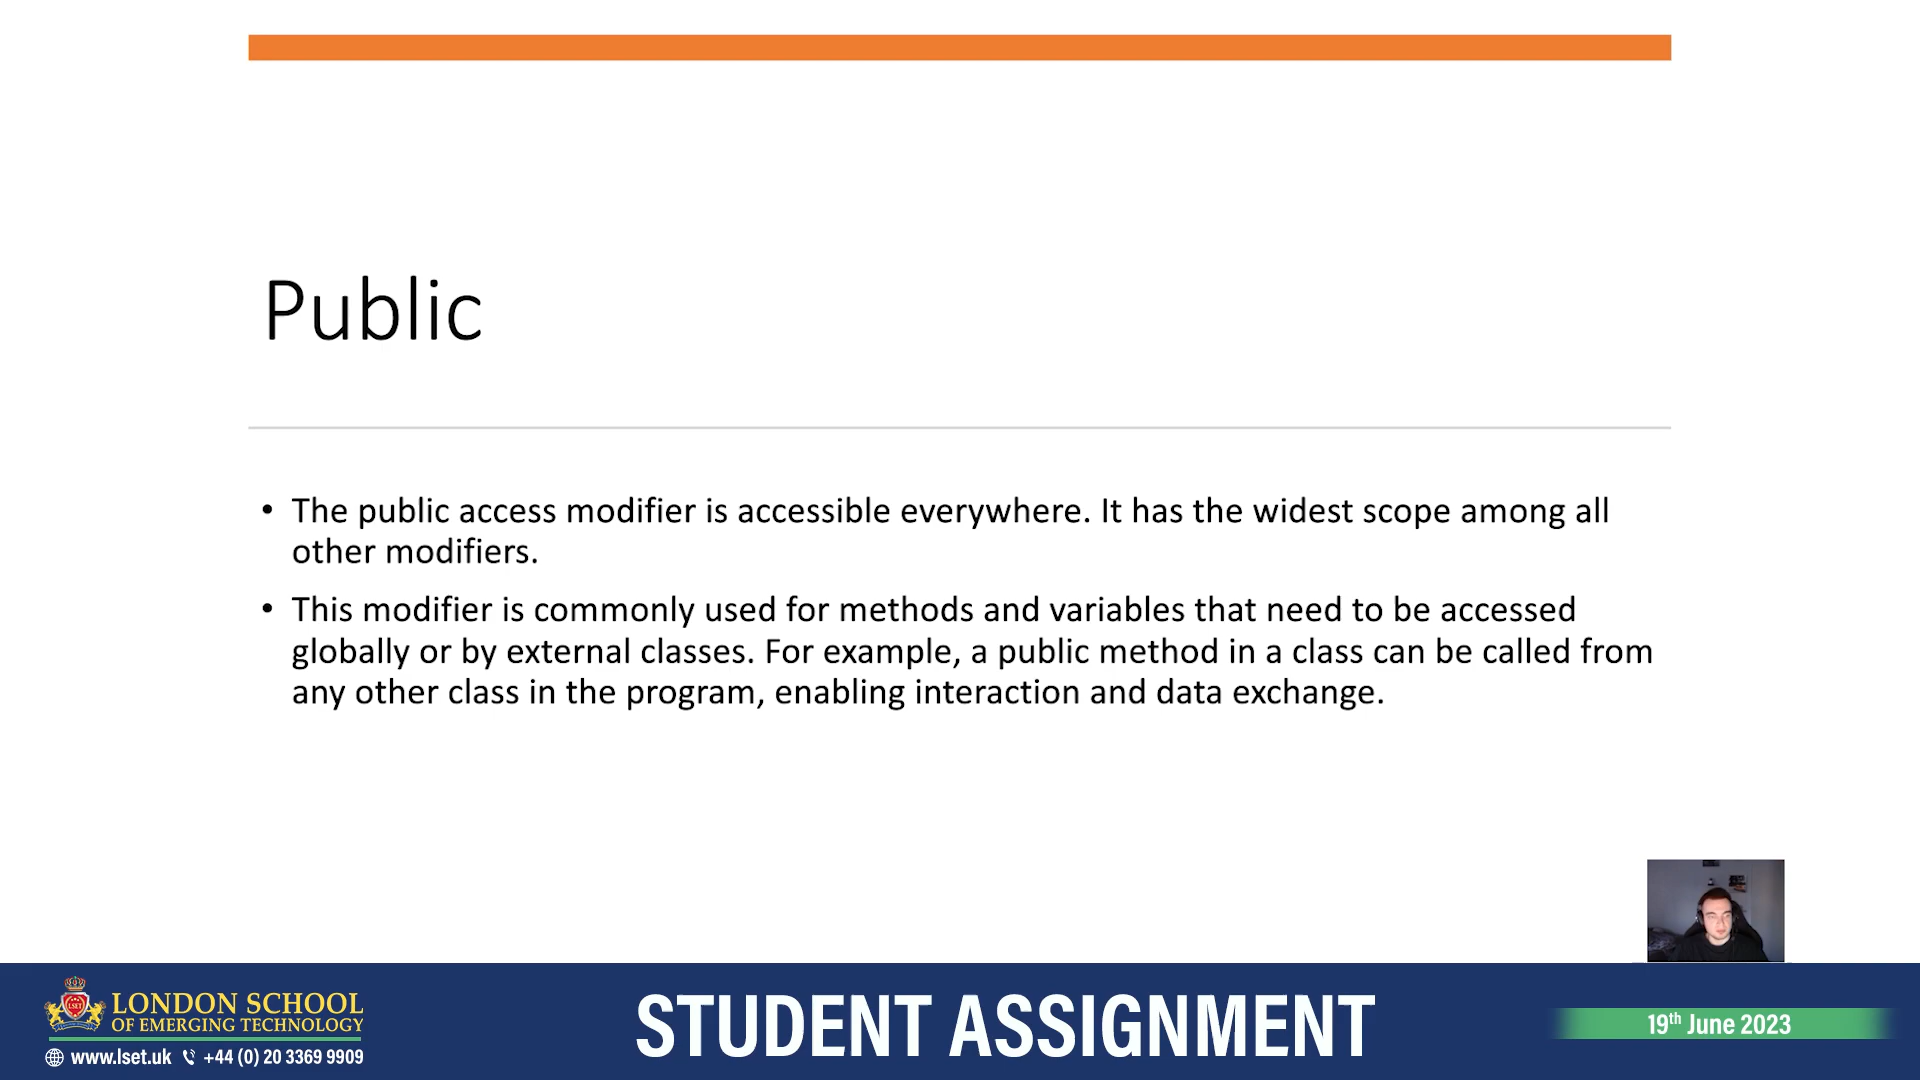 Public
• The public access modifier is accessible everywhere. It has the widest scope among all
other modifiers.
• This modifier is commonly used for methods and variables that need to be accessed
globally or by external classes. For example, a public method in a class can be called from
any other class in the program, enabling interaction and data exchange.
LSET
LONDON SCHOOL
OF EMERGING TECHNOLOGY
www.lset.uk +44 (0) 20 3369 9909
STUDENT ASSIGNMENT
19th June 2023